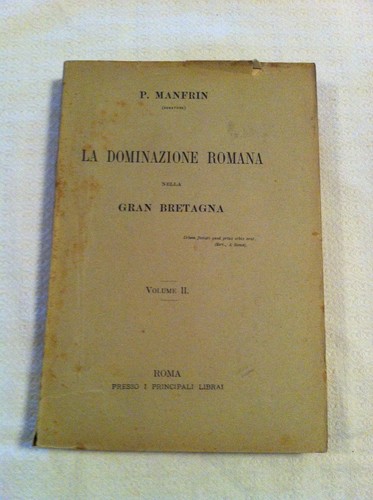 P. MANFRIN
LA DOMINAZIONE ROMANA
NELLA
GRAN BRETAGNA
VOLUME II.
ROMA
PRESSO I PRINCIPALI LIBRAI